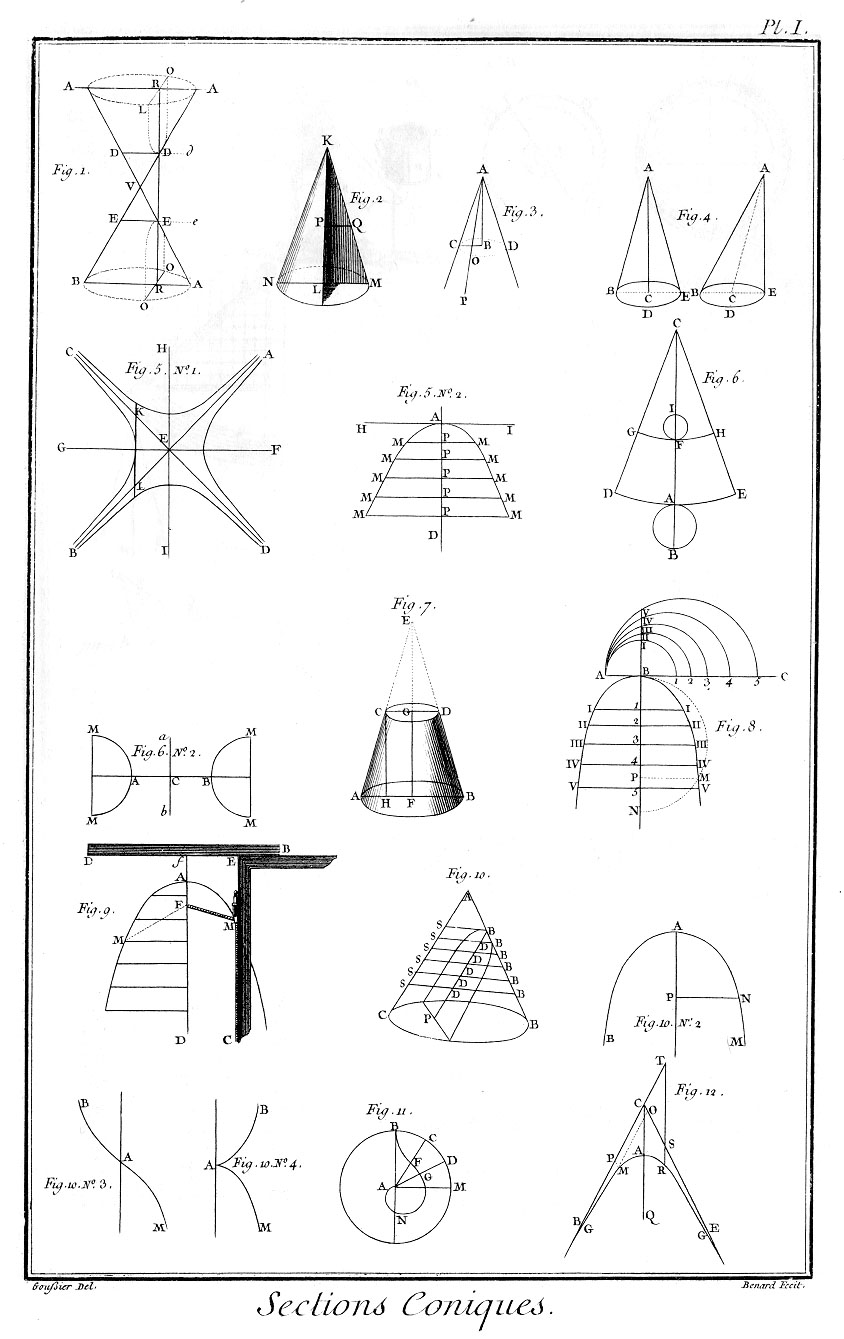 Pl. I.
O
A R A
L
Fig. 1.
D D d
V
E E e
O
B R A
O
K
Fig. 2
P Q
N L M
A
Fig. 3.
C B D
O
P
A A
Fig. 4.
B C E B C E
D D
C H A
Fig. 5. No. 1.
K
E
G F
L
B I D
Fig. 5. No. 2.
A
H I
M P M
M P M
M P M
M P M
M P M
D
C
Fig. 6.
I
G F H
D A E
B
M a M
Fig. 6. No. 2.
A C B
M b M
Fig. 7.
E
C G D
A H F B
V
IV
III
II
I
A B 1 2 3 4 5 C
I 1 I
II 2 II
Fig. 8.
III 3 III
IV 4 IV
P M
V 5 V
N
D f E B
A
Fig. 9.
F
M M
D C
Fig. 10.
A
S B
S D B
S D B
S D B
S D B
D B
C P B
A
P N
Fig. 10. No. 2
B M
B
A
Fig. 10. No. 3.
M
B
A Fig. 10. No. 4.
M
Fig. 11.
B
C
F D
A G M
N
T
Fig. 12.
C O
S
P M A R
B Q E
G G
Goussier Del.
Benard Fecit.
Sections Coniques.